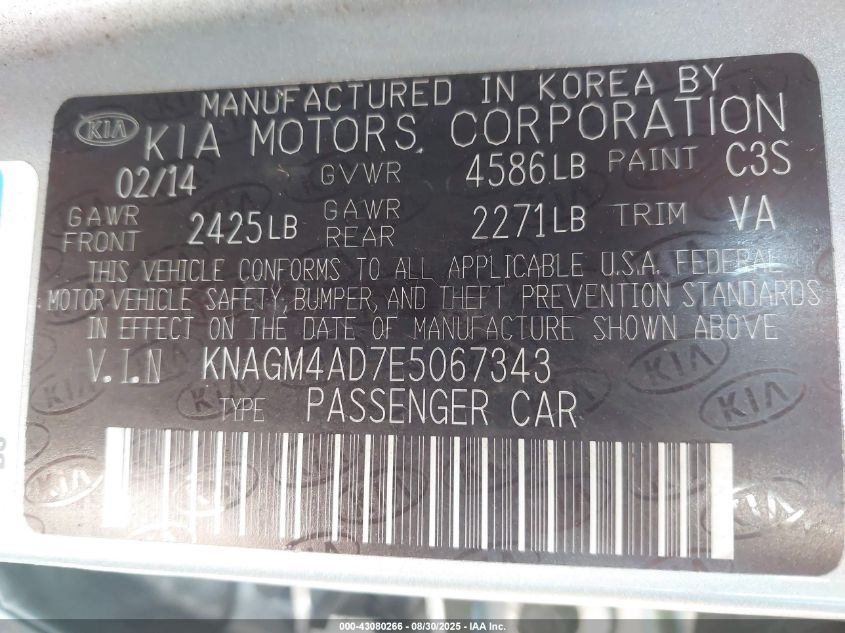 MANUFACTURED IN KOREA BY
KIA KIA MOTORS CORPORATION
02/14 GVWR 4586LB PAINT C3S
GAWR FRONT 2425LB GAWR REAR 2271LB TRIM VA
THIS VEHICLE CONFORMS TO ALL APPLICABLE U.S.A. FEDERAL
MOTOR VEHICLE SAFETY, BUMPER, AND THEFT PREVENTION STANDARDS
IN EFFECT ON THE DATE OF MANUFACTURE SHOWN ABOVE.
V.I.N KNAGM4AD7E5067343
TYPE PASSENGER CAR
000-43080266 - 08/30/2025 - IAA, Inc.